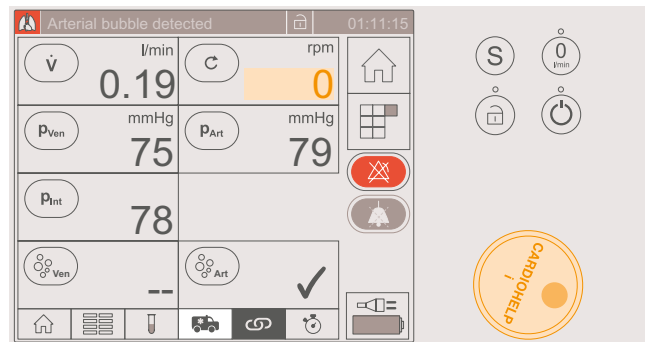 Arterial bubble detected 01:11:15
V̇ l/min 0.19
rpm 0
PVen mmHg 75
PArt mmHg 79
PInt 78
Ven --
Art
S
0 l/min
CARDIOHELP
i